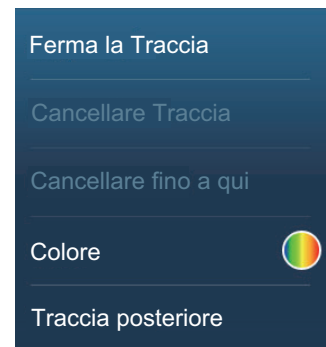 Ferma la Traccia
Cancellare Traccia
Cancellare fino a qui
Colore
Traccia posteriore